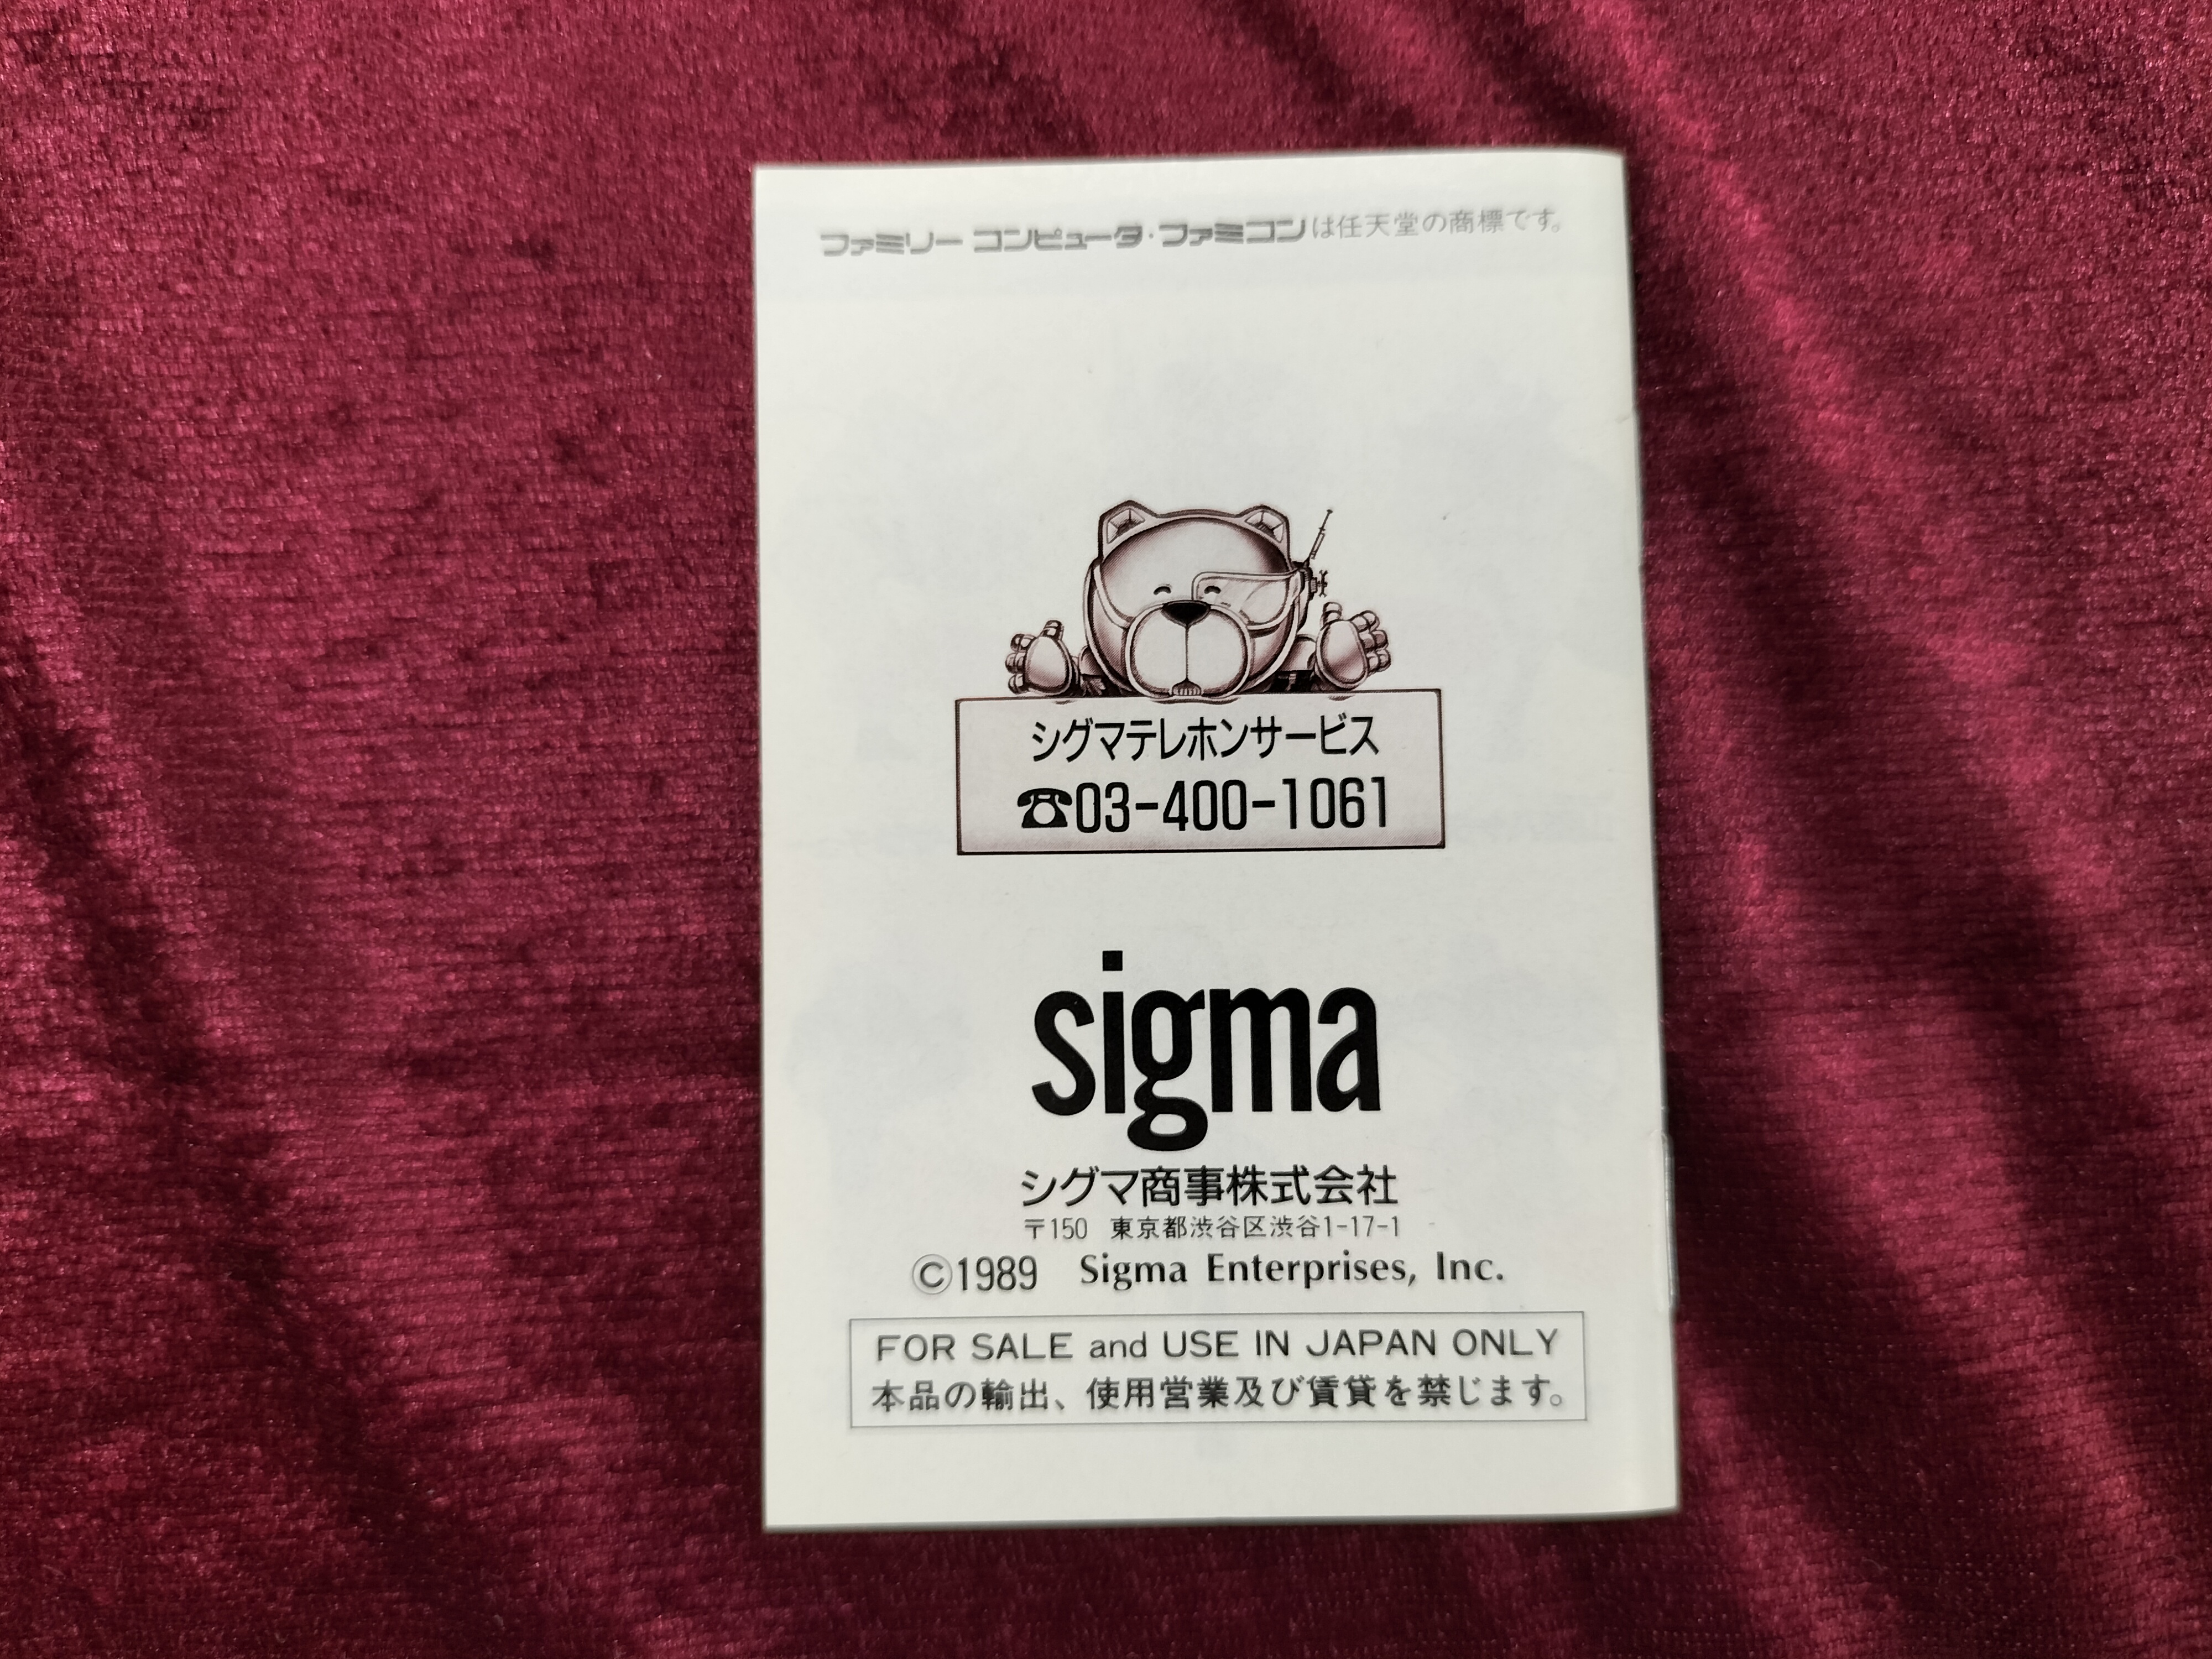 ファミリー コンピュータ・ファミコンは任天堂の商標です。
シグマテレホンサービス
☎03-400-1061
sigma
シグマ商事株式会社
〒150 東京都渋谷区渋谷1-17-1
©1989 Sigma Enterprises, Inc.
FOR SALE and USE IN JAPAN ONLY
本品の輸出、使用営業及び賃貸を禁じます。